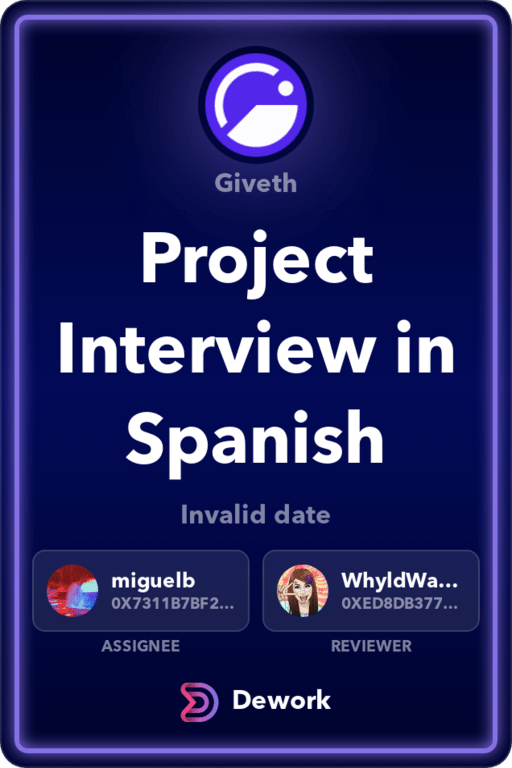 Giveth
Project
Interview in
Spanish
Invalid date
miguelb
0X7311B7BF2...
WhyldWa...
0XED8DB377...
ASSIGNEE
REVIEWER
Dework